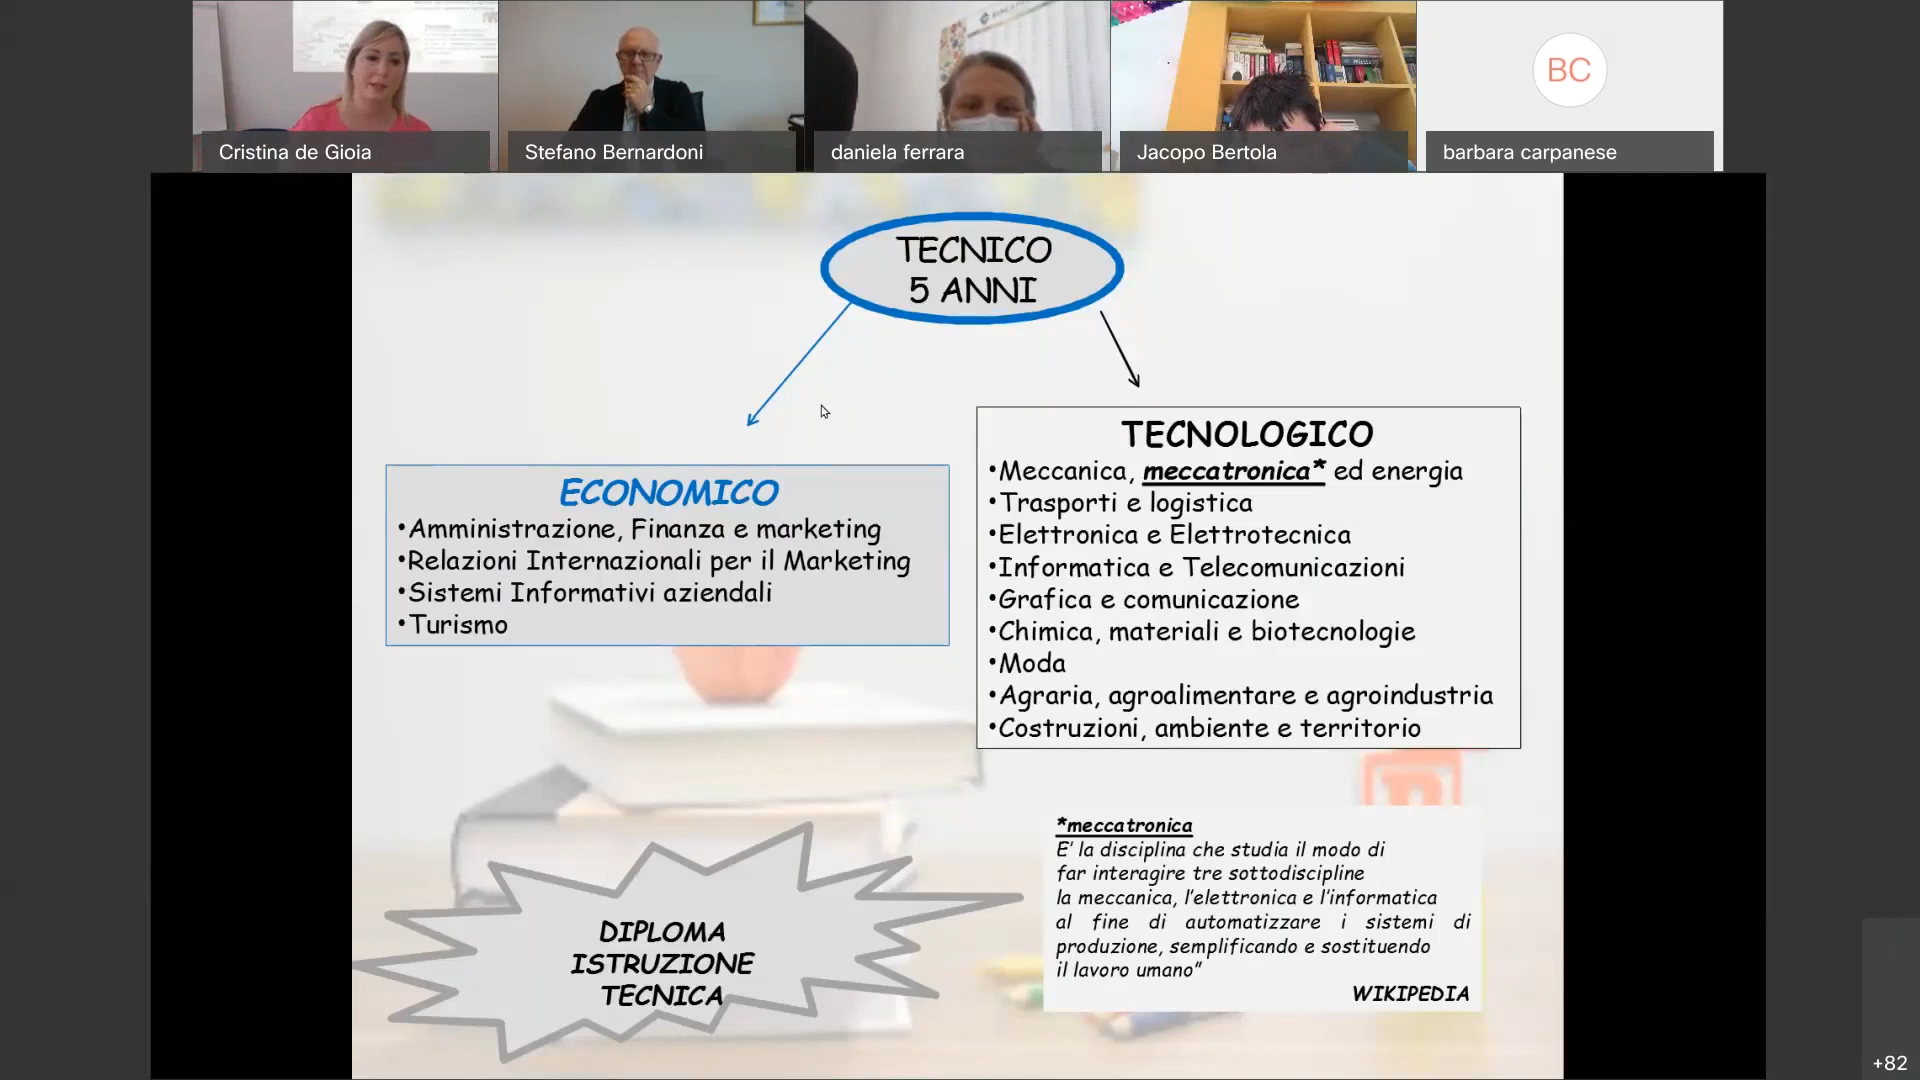 BC
Cristina de Gioia
Stefano Bernardoni
daniela ferrara
Jacopo Bertola
barbara carpanese
TECNICO
5 ANNI
ECONOMICO
•Amministrazione, Finanza e marketing
•Relazioni Internazionali per il Marketing
•Sistemi Informativi aziendali
•Turismo
TECNOLOGICO
•Meccanica, meccatronica* ed energia
•Trasporti e logistica
•Elettronica e Elettrotecnica
•Informatica e Telecomunicazioni
•Grafica e comunicazione
•Chimica, materiali e biotecnologie
•Moda
•Agraria, agroalimentare e agroindustria
•Costruzioni, ambiente e territorio
DIPLOMA
ISTRUZIONE
TECNICA
*meccatronica
E' la disciplina che studia il modo di
far interagire tre sottodiscipline
la meccanica, l'elettronica e l'informatica
al fine di automatizzare i sistemi di
produzione, semplificando e sostituendo
il lavoro umano”
WIKIPEDIA
+82